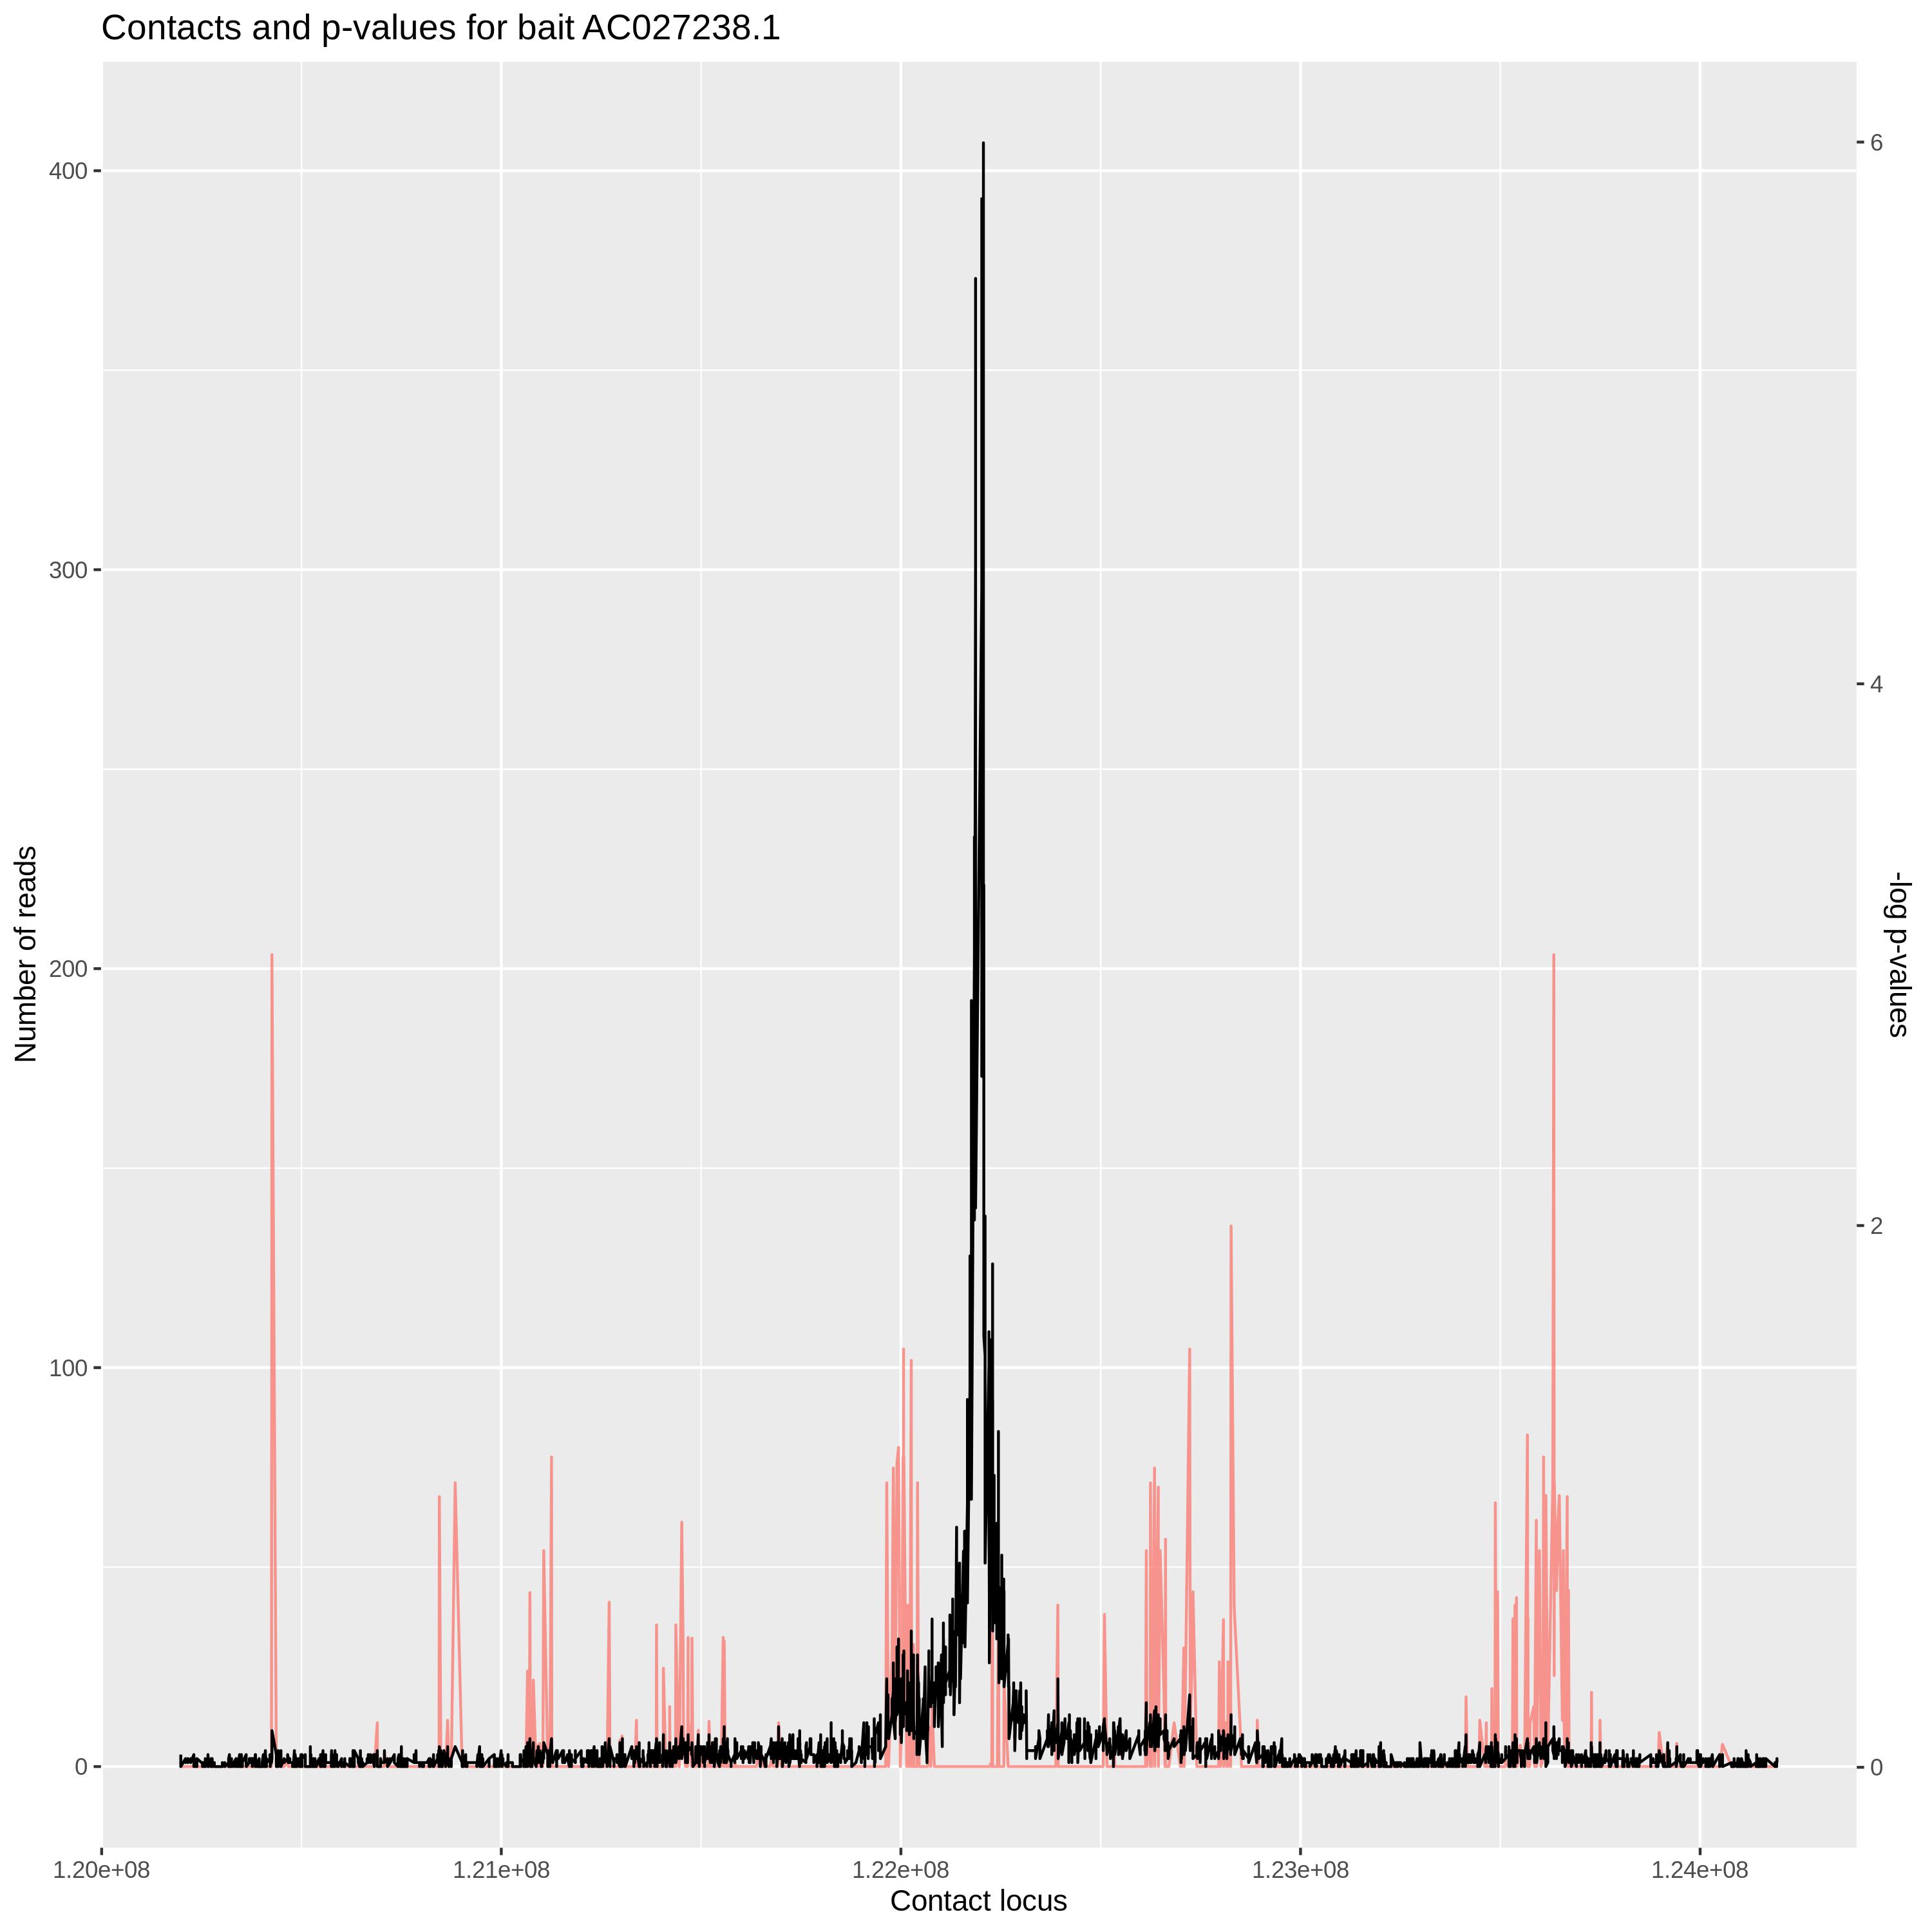 Contacts and p-values for bait AC027238.1
400
300
200
100
0
Number of reads
6
4
2
0
-log p-values
1.20e+08
1.21e+08
1.22e+08
1.23e+08
1.24e+08
Contact locus